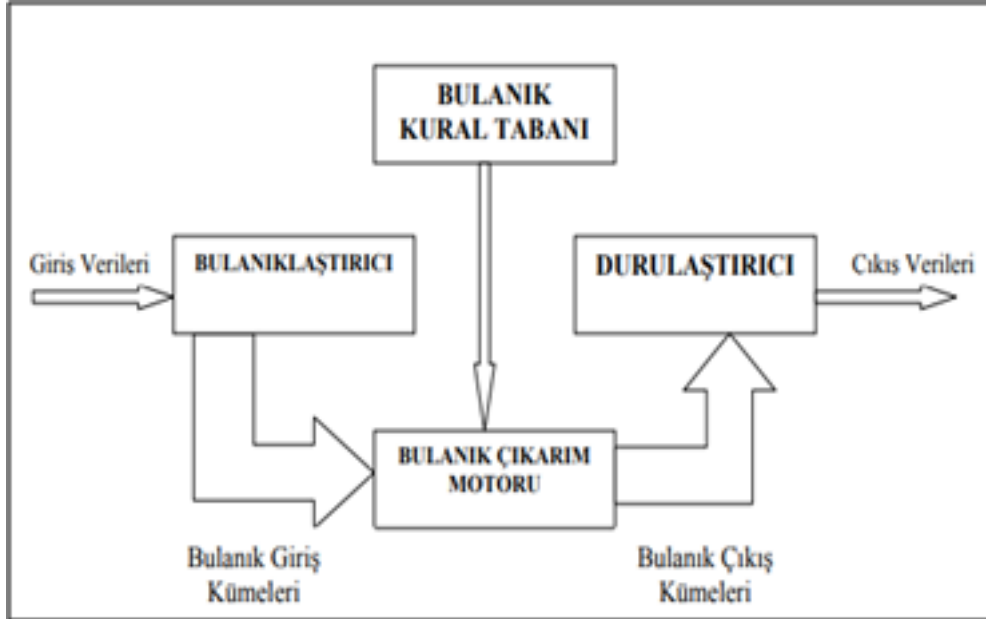 BULANIK
KURAL TABANI
Giriş Verileri
BULANIKLAŞTIRICI
DURULAŞTIRICI
Çıkış Verileri
BULANIK ÇIKARIM
MOTORU
Bulanık Giriş
Kümeleri
Bulanık Çıkış
Kümeleri